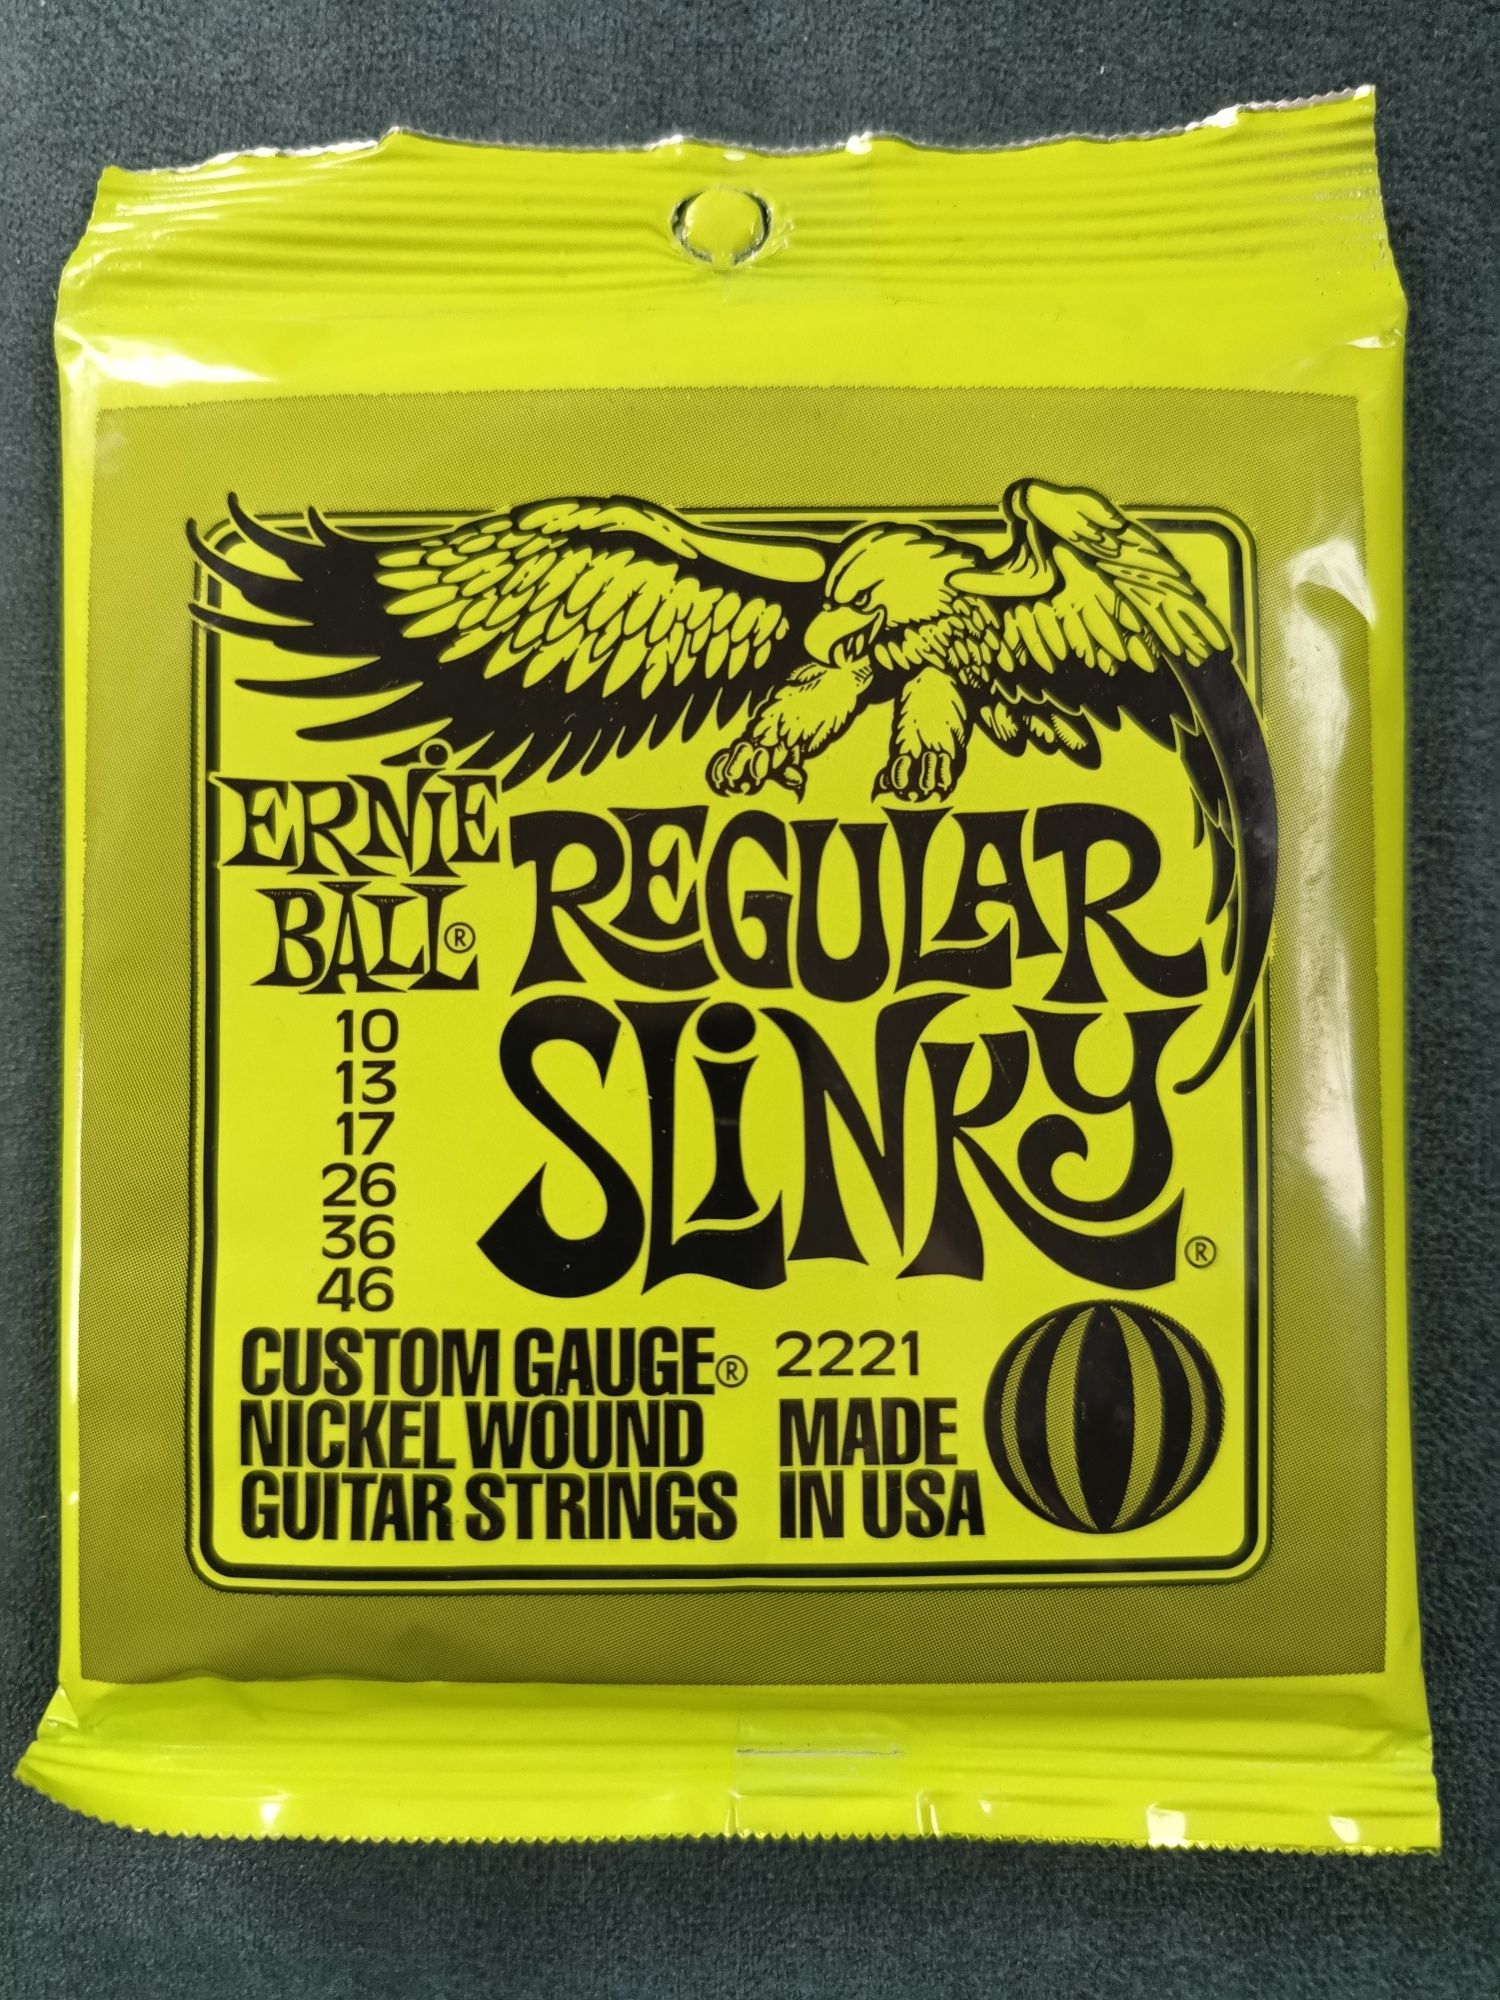 ERNiE
BALL®
REGULAR
SLiNKY®
10
13
17
26
36
46
CUSTOM GAUGE®
NICKEL WOUND
GUITAR STRINGS
2221
MADE
IN USA